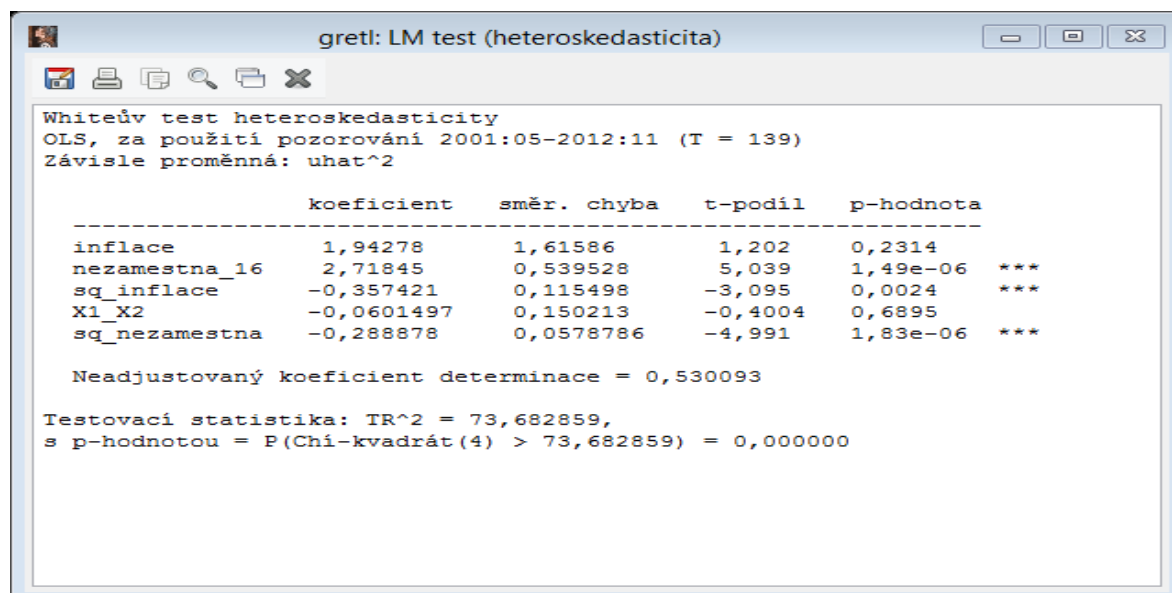 gretl: LM test (heteroskedasticita)
Whiteův test heteroskedasticity
OLS, za použití pozorování 2001:05-2012:11 (T = 139)
Závisle proměnná: uhat^2
koeficient směr. chyba t-podíl p-hodnota
---------------------------------------------------------------
inflace 1,94278 1,61586 1,202 0,2314
nezamestna_16 2,71845 0,539528 5,039 1,49e-06 ***
sq_inflace -0,357421 0,115498 -3,095 0,0024 ***
X1_X2 -0,0601497 0,150213 -0,4004 0,6895
sq_nezamestna -0,288878 0,0578786 -4,991 1,83e-06 ***
Neadjustovaný koeficient determinace = 0,530093
Testovací statistika: TR^2 = 73,682859,
s p-hodnotou = P(Chí-kvadrát(4) > 73,682859) = 0,000000